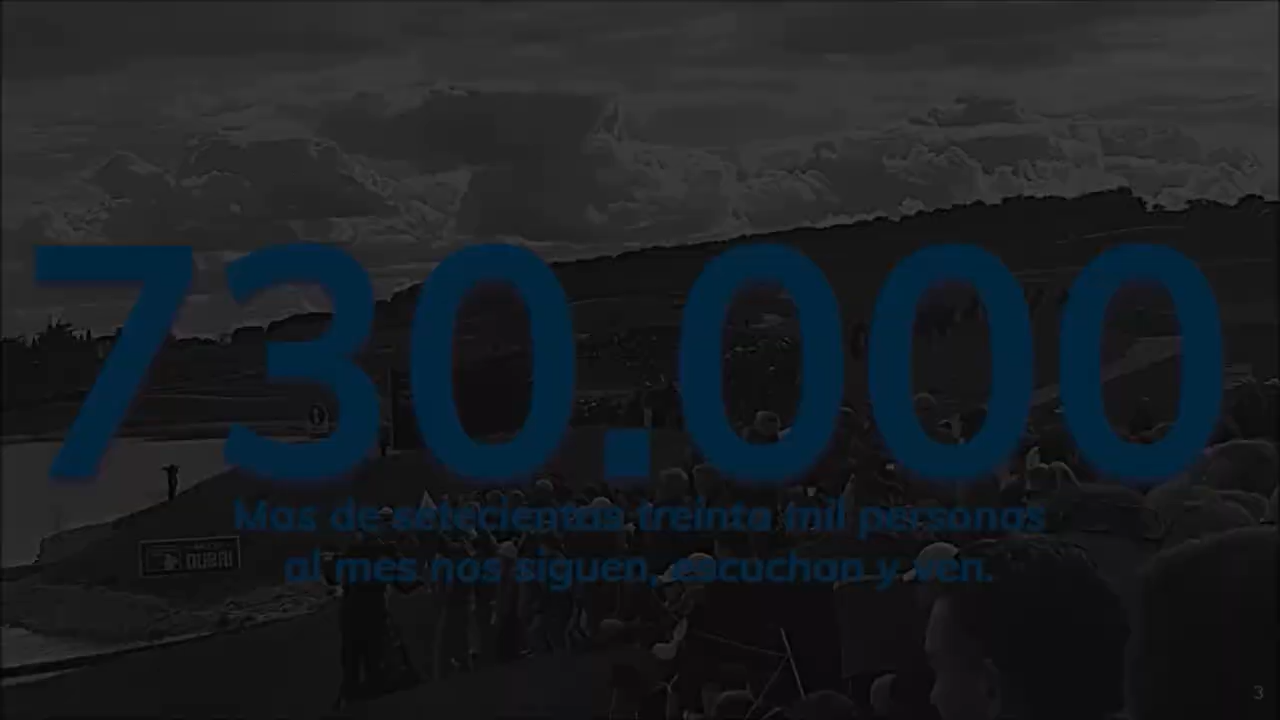 730.000
Mas de setecientas treinta mil personas
al mes nos siguen, escuchan y ven.
DUBAI
3